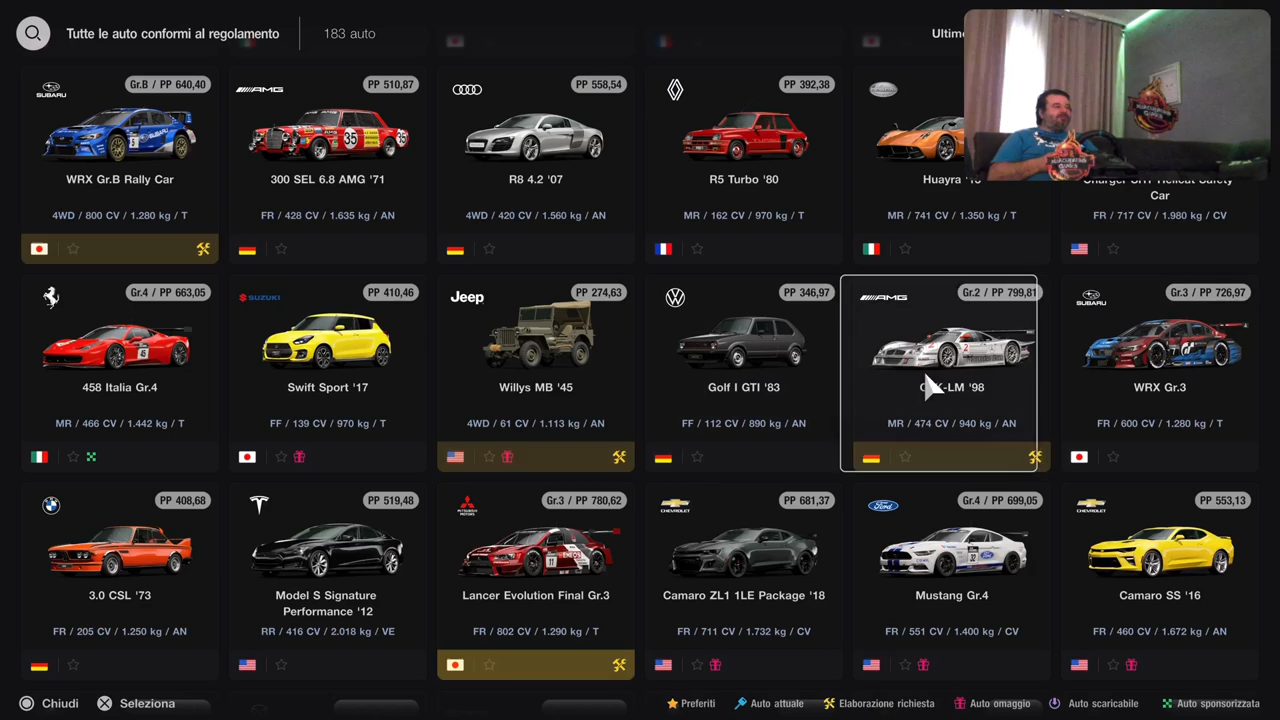 Tutte le auto conformi al regolamento
183 auto
SUBARU
Gr.B / PP 640,40
WRX Gr.B Rally Car
4WD / 800 CV / 1.280 kg / T
AMG
PP 510,87
300 SEL 6.8 AMG '71
FR / 428 CV / 1.635 kg / AN
PP 558,54
R8 4.2 '07
4WD / 420 CV / 1.560 kg / AN
PP 392,38
R5 Turbo '80
MR / 162 CV / 970 kg / T
Huayra
MR / 741 CV / 1.350 kg / T
Car
FR / 717 CV / 1.980 kg / CV
Gr.4 / PP 663,05
458 Italia Gr.4
MR / 466 CV / 1.442 kg / T
SUZUKI
PP 410,46
Swift Sport '17
FF / 139 CV / 970 kg / T
Jeep
PP 274,63
Willys MB '45
4WD / 61 CV / 1.113 kg / AN
PP 346,97
Golf I GTI '83
FF / 112 CV / 890 kg / AN
AMG
Gr.2 / PP 799,81
-LM '98
MR / 474 CV / 940 kg / AN
SUBARU
Gr.3 / PP 726,97
WRX Gr.3
FR / 600 CV / 1.280 kg / T
PP 408,68
3.0 CSL '73
FR / 205 CV / 1.250 kg / AN
PP 519,48
Model S Signature
Performance '12
RR / 416 CV / 2.018 kg / VE
MITSUBISHI
MOTORS
Gr.3 / PP 780,62
Lancer Evolution Final Gr.3
FR / 802 CV / 1.290 kg / T
CHEVROLET
PP 681,37
Camaro ZL1 1LE Package '18
FR / 711 CV / 1.732 kg / CV
Ford
Gr.4 / PP 699,05
Mustang Gr.4
FR / 551 CV / 1.400 kg / CV
CHEVROLET
PP 553,13
Camaro SS '16
FR / 460 CV / 1.672 kg / AN
Chiudi
Seleziona
Preferiti
Auto attuale
Elaborazione richiesta
Auto omaggio
Auto scaricabile
Auto sponsorizzata